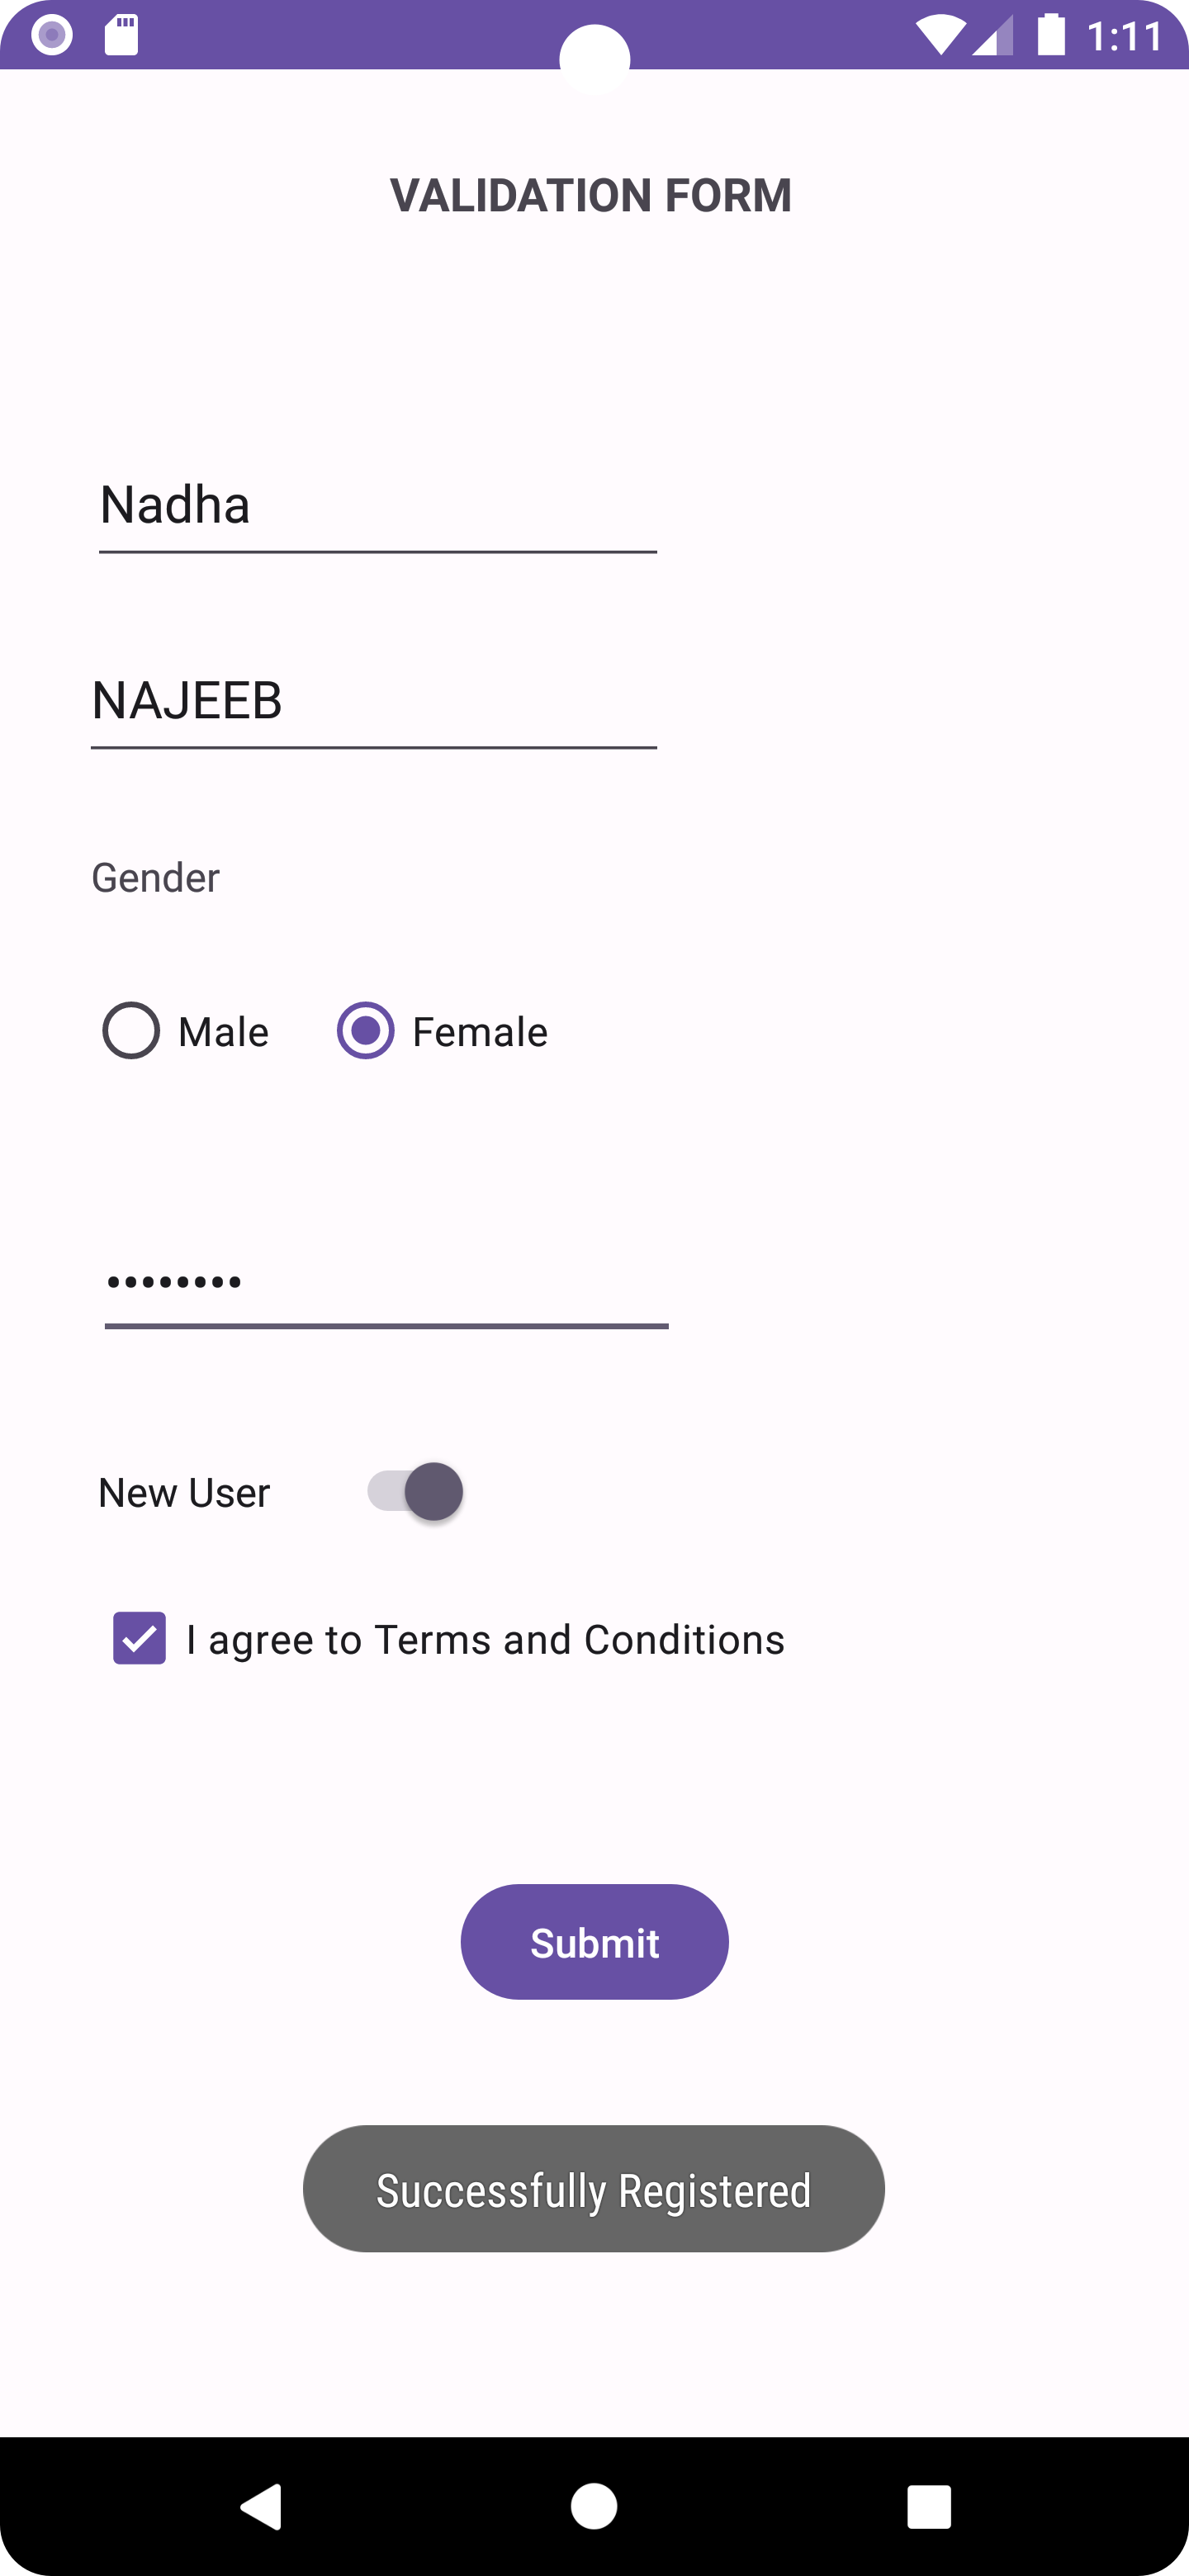 1:11
VALIDATION FORM
Nadha
NAJEEB
Gender
Male Female
••••••••
New User
I agree to Terms and Conditions
Submit
Successfully Registered